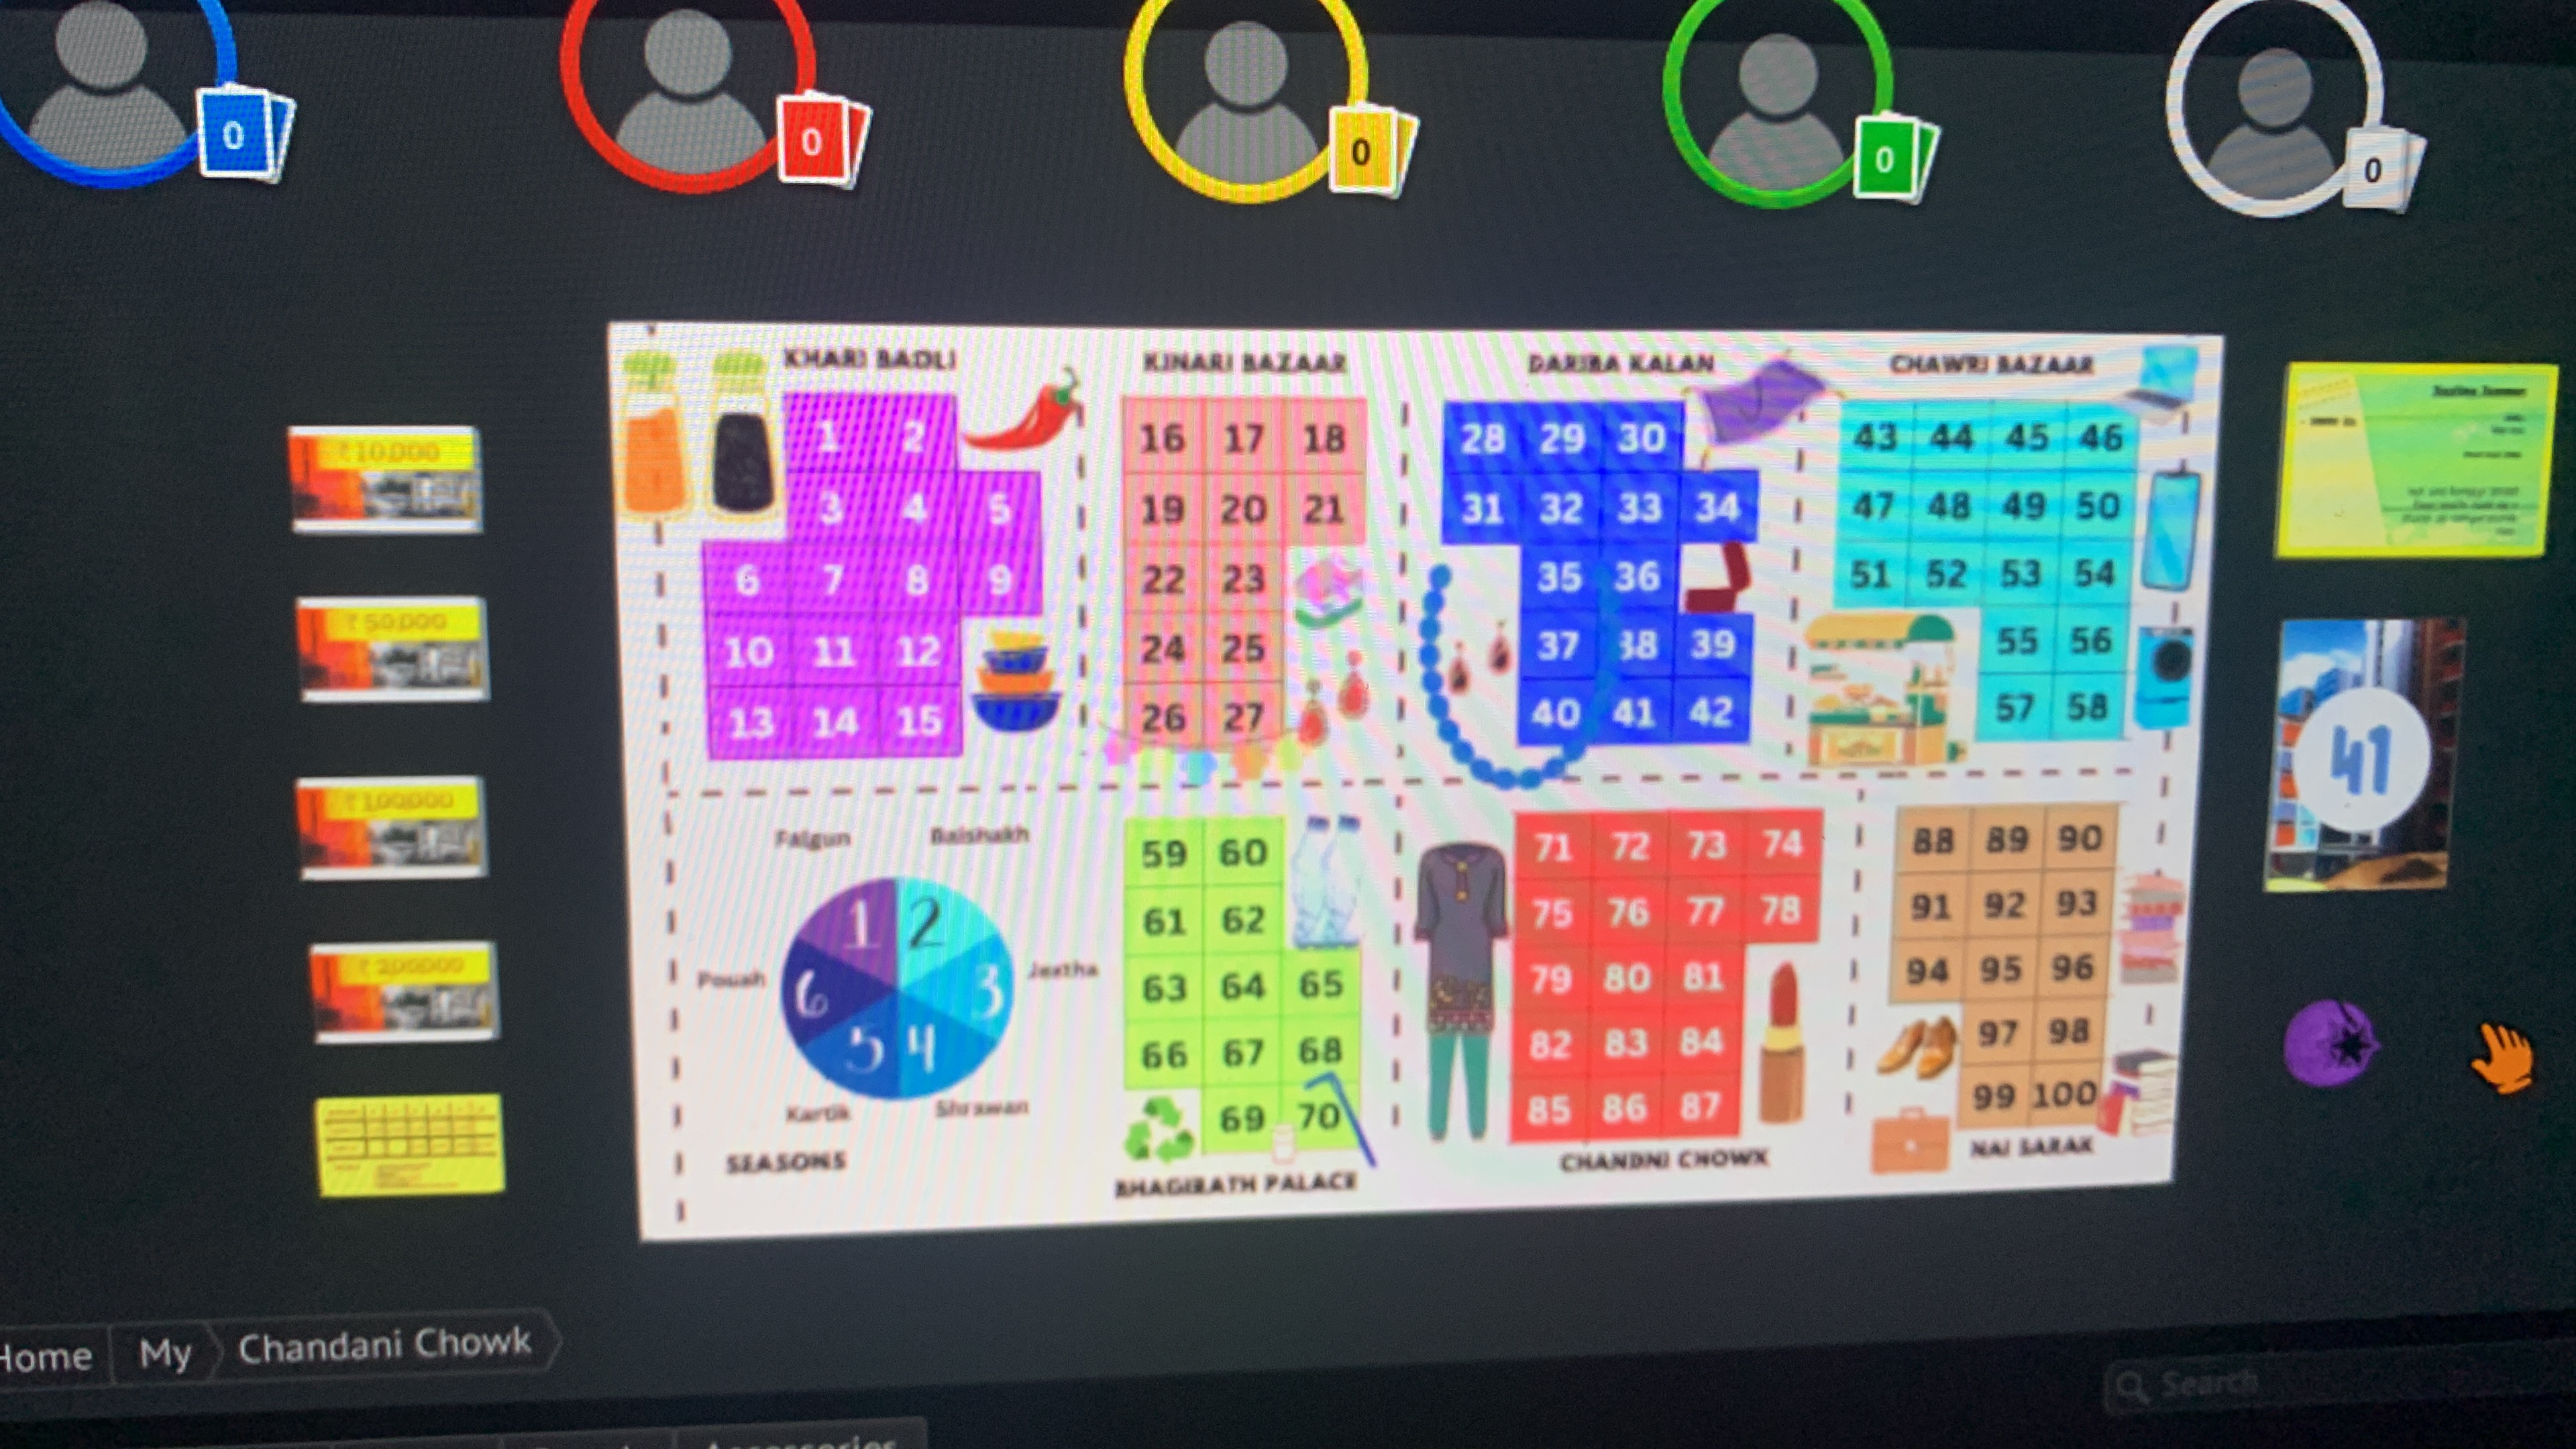 0
0
0
0
0
KHARI BAOLI
KINARI BAZAAR
DARIBA KALAN
CHAWRI BAZAAR
1 2
3 4 5
6 7 8 9
10 11 12
13 14 15
16 17 18
19 20 21
22 23
24 25
26 27
28 29 30
31 32 33 34
35 36
37 38 39
40 41 42
43 44 45 46
47 48 49 50
51 52 53 54
55 56
57 58
₹10,000
₹50,000
₹100,000
₹200,000
41
Falgun
Baishakh
Jestha
Shrawan
Kartik
Poush
1 2
6 3
5 4
SEASONS
59 60
61 62
63 64 65
66 67 68
69 70
BHAGIRATH PALACE
71 72 73 74
75 76 77 78
79 80 81
82 83 84
85 86 87
CHANDNI CHOWK
88 89 90
91 92 93
94 95 96
97 98
99 100
NAI SARAK
Home
My
Chandani Chowk
Search